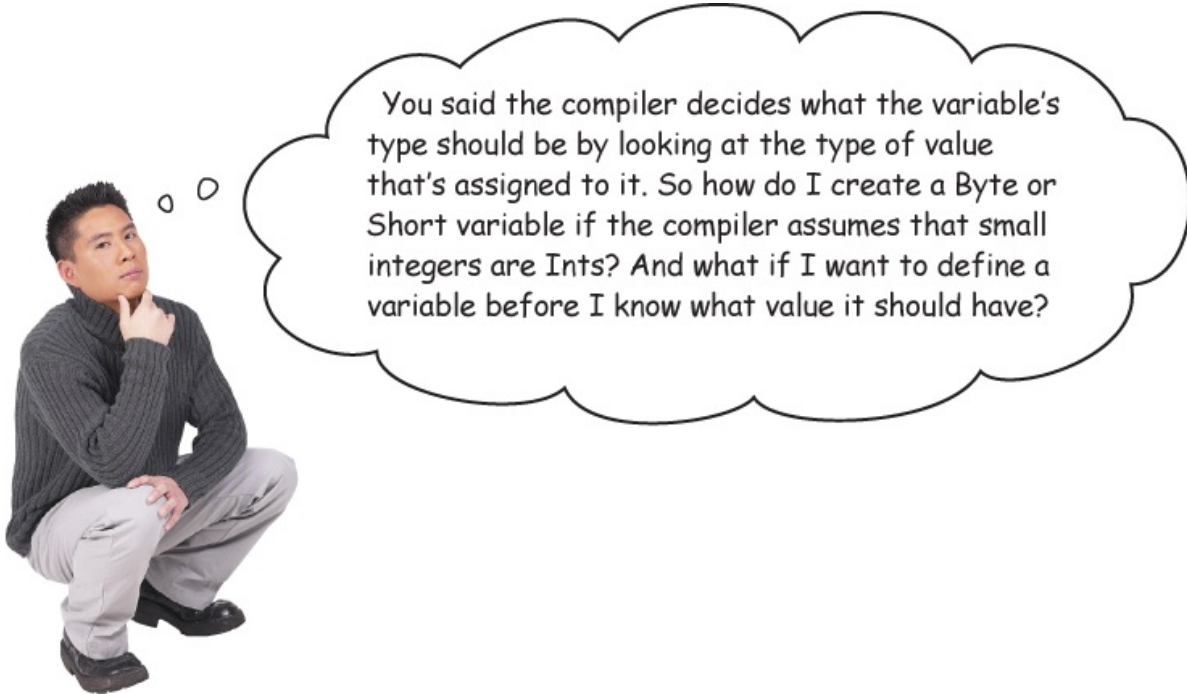 You said the compiler decides what the variable's
type should be by looking at the type of value
that's assigned to it. So how do I create a Byte or
Short variable if the compiler assumes that small
integers are Ints? And what if I want to define a
variable before I know what value it should have?